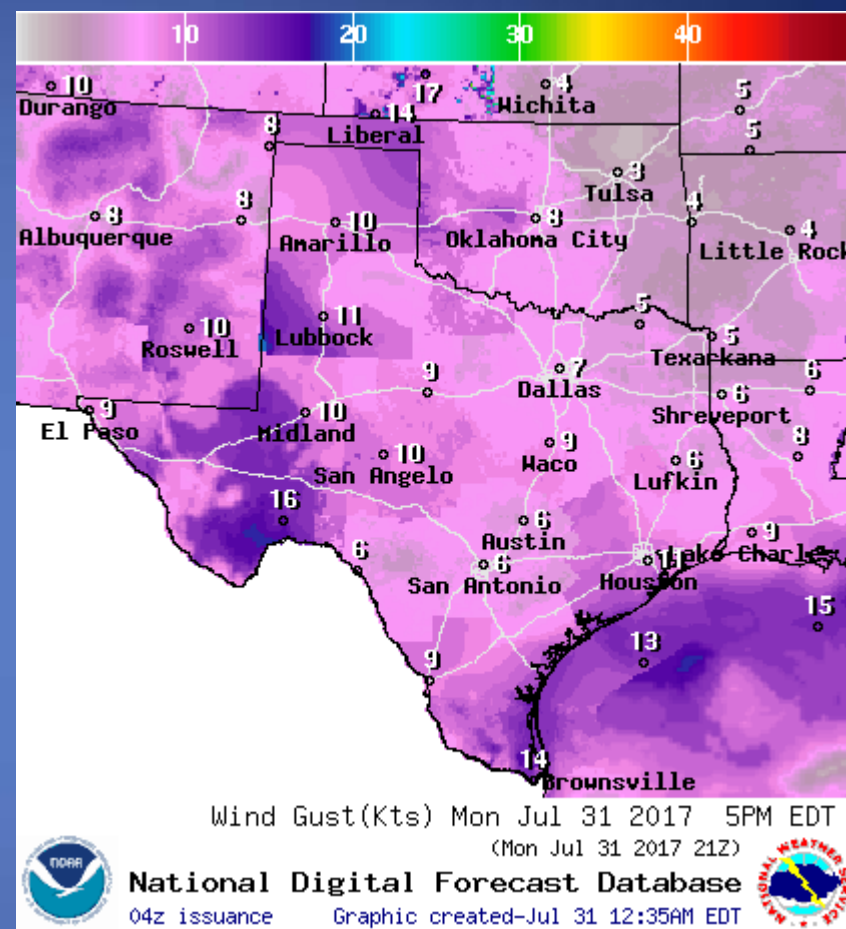 10 20 30 40
10 17 4 5
Durango Wichita
14
Liberal
8 5
3
Tulsa
8 8 10 8 4 4
Albuquerque Amarillo Oklahoma City Little Rock
10 11 5 5
Roswell Lubbock Texarkana
7
9 Dallas 6 6
9 10 Shreveport
El Paso Midland
10 9 6 8
San Angelo Waco Lufkin
16 6 9
Austin
6 6 11 Lake Charles
San Antonio Houston
15
9 13
14
Brownsville
Wind Gust(Kts) Mon Jul 31 2017 5PM EDT
(Mon Jul 31 2017 21Z)
NOAA
National Digital Forecast Database
04z issuance Graphic created-Jul 31 12:35AM EDT
NATIONAL WEATHER SERVICE